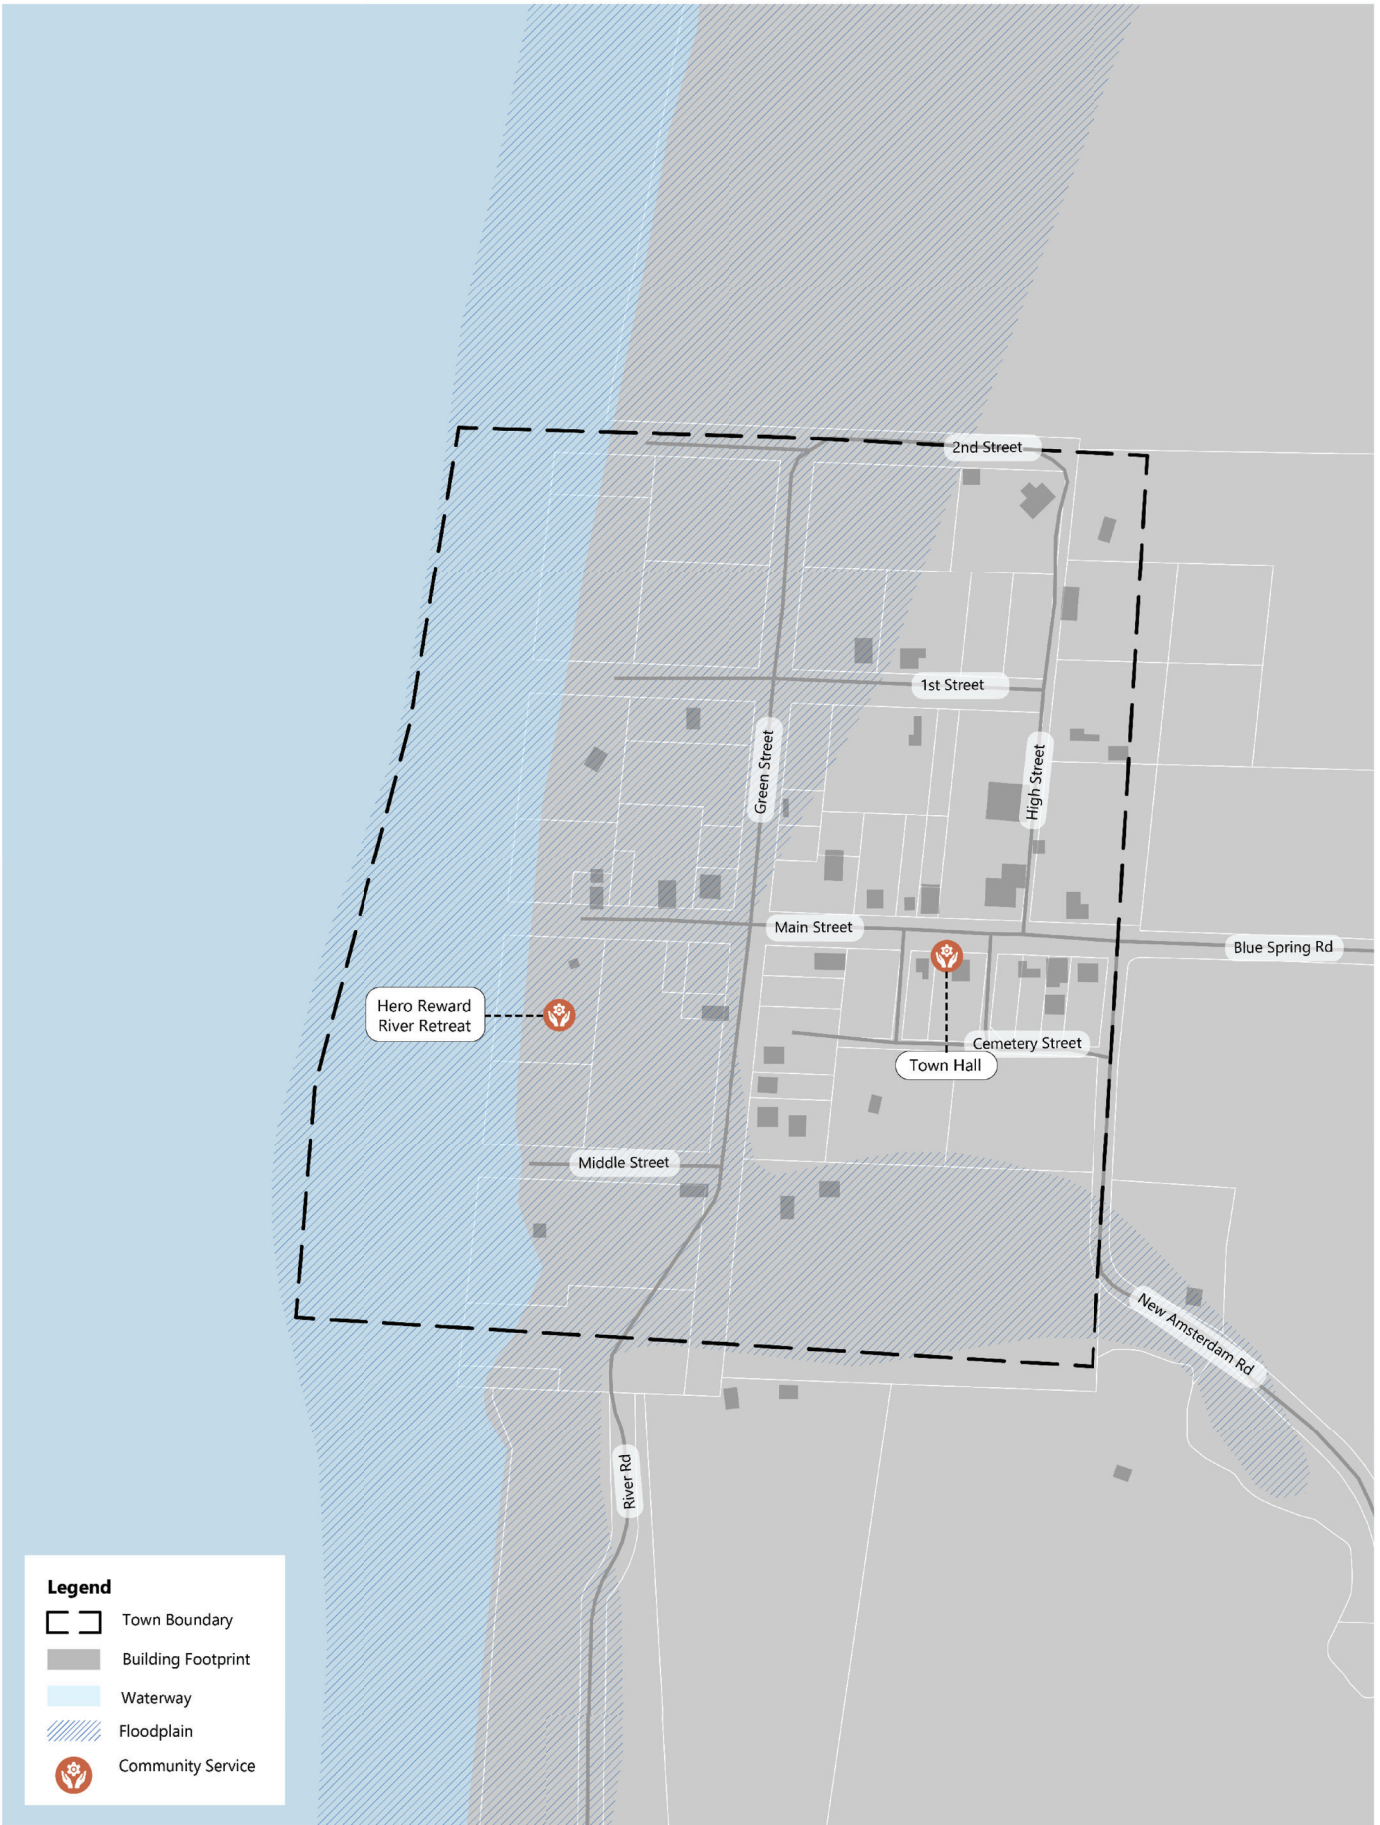 2nd Street
1st Street
Green Street
High Street
Main Street
Blue Spring Rd
Hero Reward
River Retreat
Cemetery Street
Town Hall
Middle Street
New Amsterdam Rd
River Rd
Legend
Town Boundary
Building Footprint
Waterway
Floodplain
Community Service